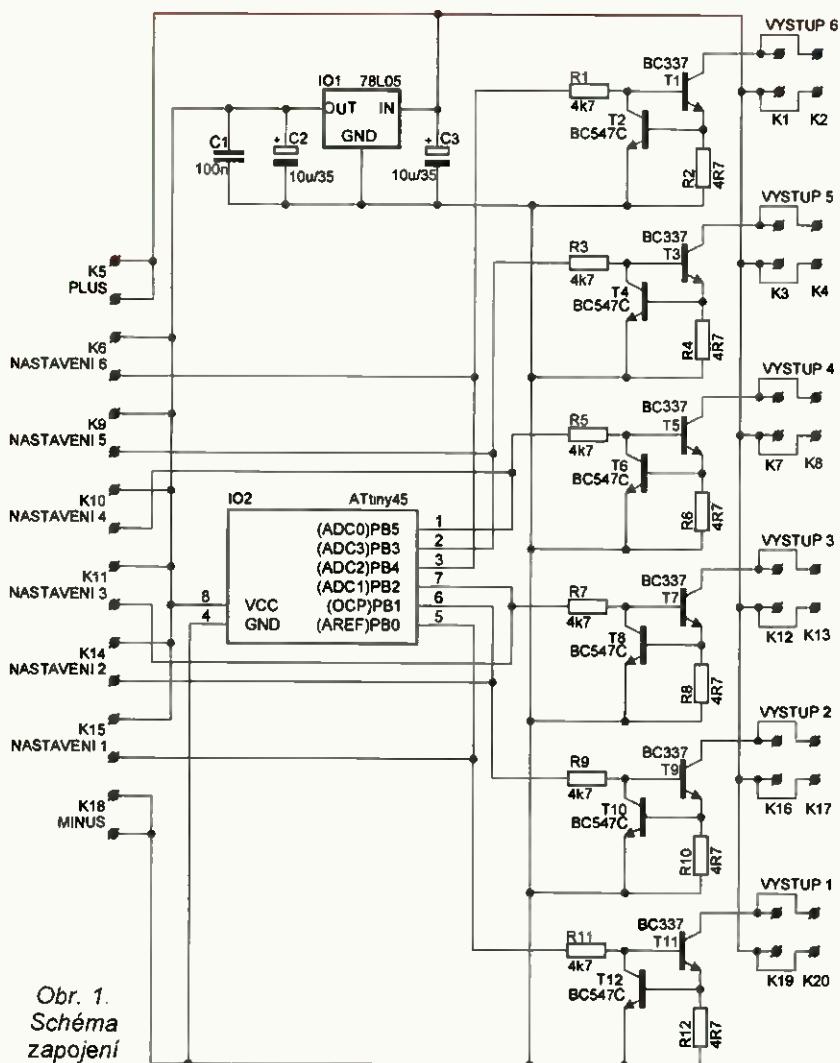 VYSTUP 6
BC337
T1
IO1 78L05
R1
4k7
T2
BC547C
OUT IN
GND
C1
100n
+ C2
10u/35
+ C3
10u/35
K1 K2
R2
4R7
VYSTUP 5
BC337
T3
R3
4k7
T4
BC547C
K3 K4
R4
4R7
K5
PLUS
K6
NASTAVENI 6
K9
NASTAVENI 5
K10
NASTAVENI 4
K11
NASTAVENI 3
K14
NASTAVENI 2
K15
NASTAVENI 1
K18
MINUS
VYSTUP 4
BC337
T5
R5
4k7
T6
BC547C
K7 K8
R6
4R7
IO2 ATtiny45
(ADC0)PB5 1
(ADC3)PB3 2
(ADC2)PB4 3
(ADC1)PB2 7
8 VCC (OCP)PB1 6
4 GND (AREF)PB0 5
VYSTUP 3
BC337
T7
R7
4k7
T8
BC547C
K12 K13
R8
4R7
VYSTUP 2
BC337
T9
R9
4k7
T10
BC547C
K16 K17
R10
4R7
VYSTUP 1
BC337
T11
R11
4k7
T12
BC547C
K19 K20
R12
4R7
Obr. 1.
Schéma
zapojení